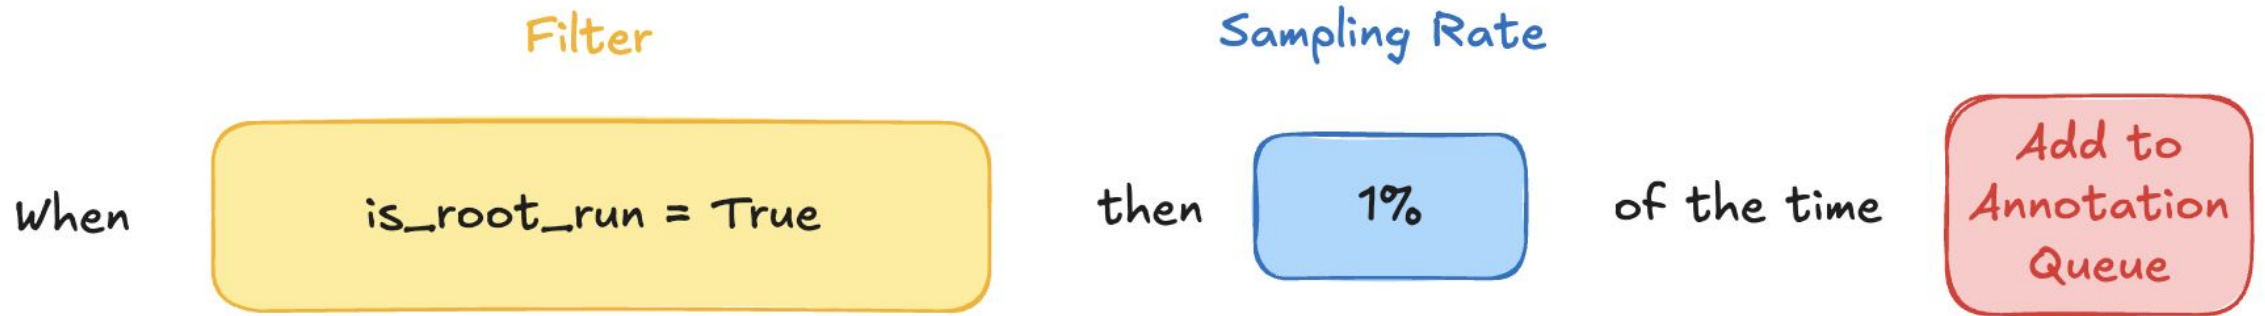 Filter
Sampling Rate
When
is_root_run = True
then
1%
of the time
Add to
Annotation
Queue